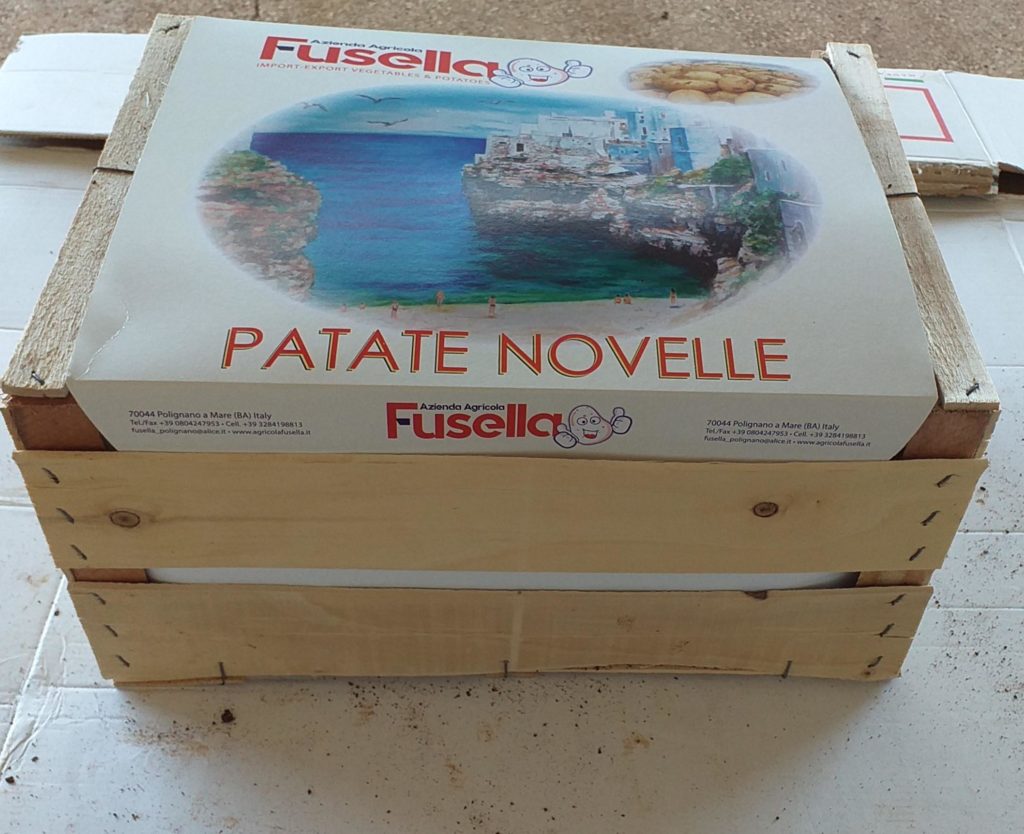 Azienda Agricola
Fusella
IMPORT-EXPORT VEGETABLES & POTATOES
PATATE NOVELLE
70044 Polignano a Mare (BA) Italy
Tel./Fax +39 0804247953 • Cell. +39 3284198813
fusella_polignano@alice.it • www.agricolafusella.it
Azienda Agricola
Fusella
70044 Polignano a Mare (BA) Italy
Tel./Fax +39 0804247953 • Cell. +39 3284198813
fusella_polignano@alice.it • www.agricolafusella.it